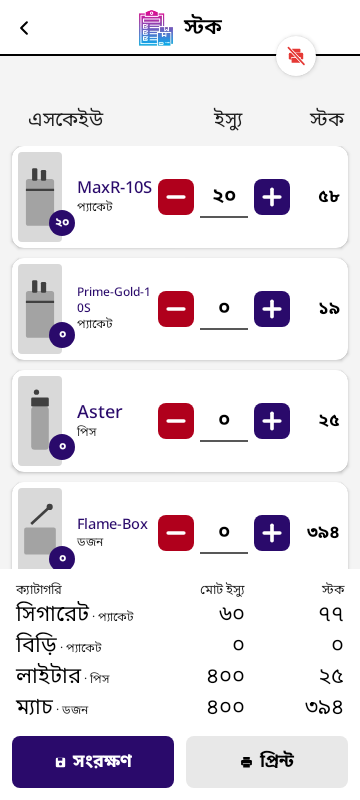 স্টক
এসকেইউ ইস্যু স্টক
MaxR-10S
প্যাকেট
২০ ২০ ৫৮
Prime-Gold-1
0S
প্যাকেট
০ ০ ১৯
Aster
পিস
০ ০ ২৫
Flame-Box
ডজন
০ ০ ৩৯৪
ক্যাটাগরি মোট ইস্যু স্টক
সিগারেট · প্যাকেট ৬০ ৭৭
বিড়ি · প্যাকেট ০ ০
লাইটার · পিস ৪০০ ২৫
ম্যাচ · ডজন ৪০০ ৩৯৪
সংরক্ষণ প্রিন্ট